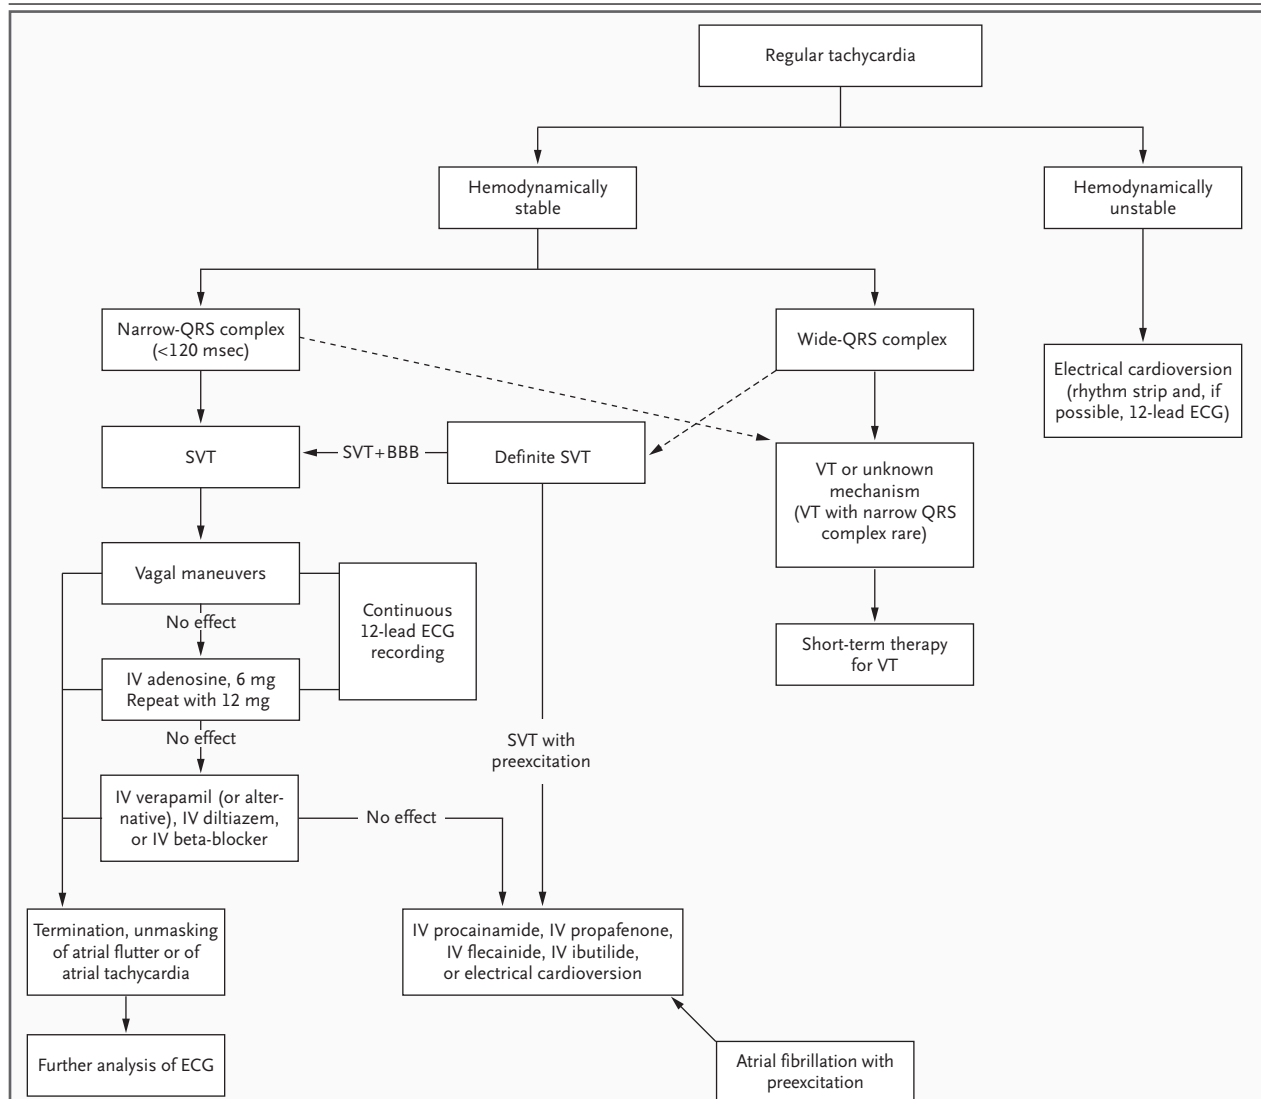 Regular tachycardia
Hemodynamically
stable
Hemodynamically
unstable
Narrow-QRS complex
(<120 msec)
Wide-QRS complex
Electrical cardioversion
(rhythm strip and, if
possible, 12-lead ECG)
SVT
SVT+BBB
Definite SVT
VT or unknown
mechanism
(VT with narrow QRS
complex rare)
Vagal maneuvers
No effect
Continuous
12-lead ECG
recording
Short-term therapy
for VT
IV adenosine, 6 mg
Repeat with 12 mg
No effect
SVT with
preexcitation
IV verapamil (or alter-
native), IV diltiazem,
or IV beta-blocker
No effect
Termination, unmasking
of atrial flutter or of
atrial tachycardia
IV procainamide, IV propafenone,
IV flecainide, IV ibutilide,
or electrical cardioversion
Further analysis of ECG
Atrial fibrillation with
preexcitation